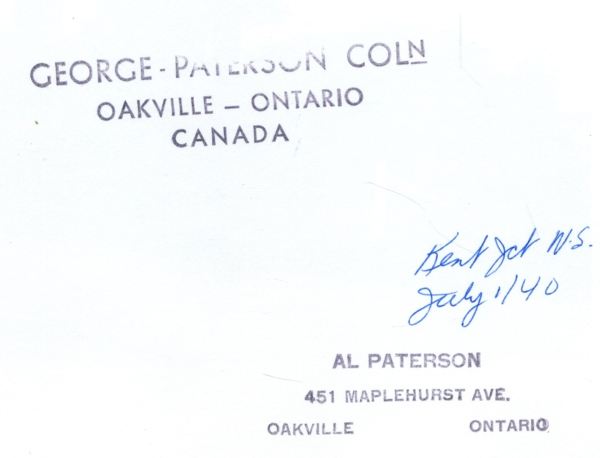 GEORGE - PATERSON COLN
OAKVILLE — ONTARIO
CANADA
Kent Jct N.S.
July 1/40
AL PATERSON
451 MAPLEHURST AVE.
OAKVILLE ONTARIO